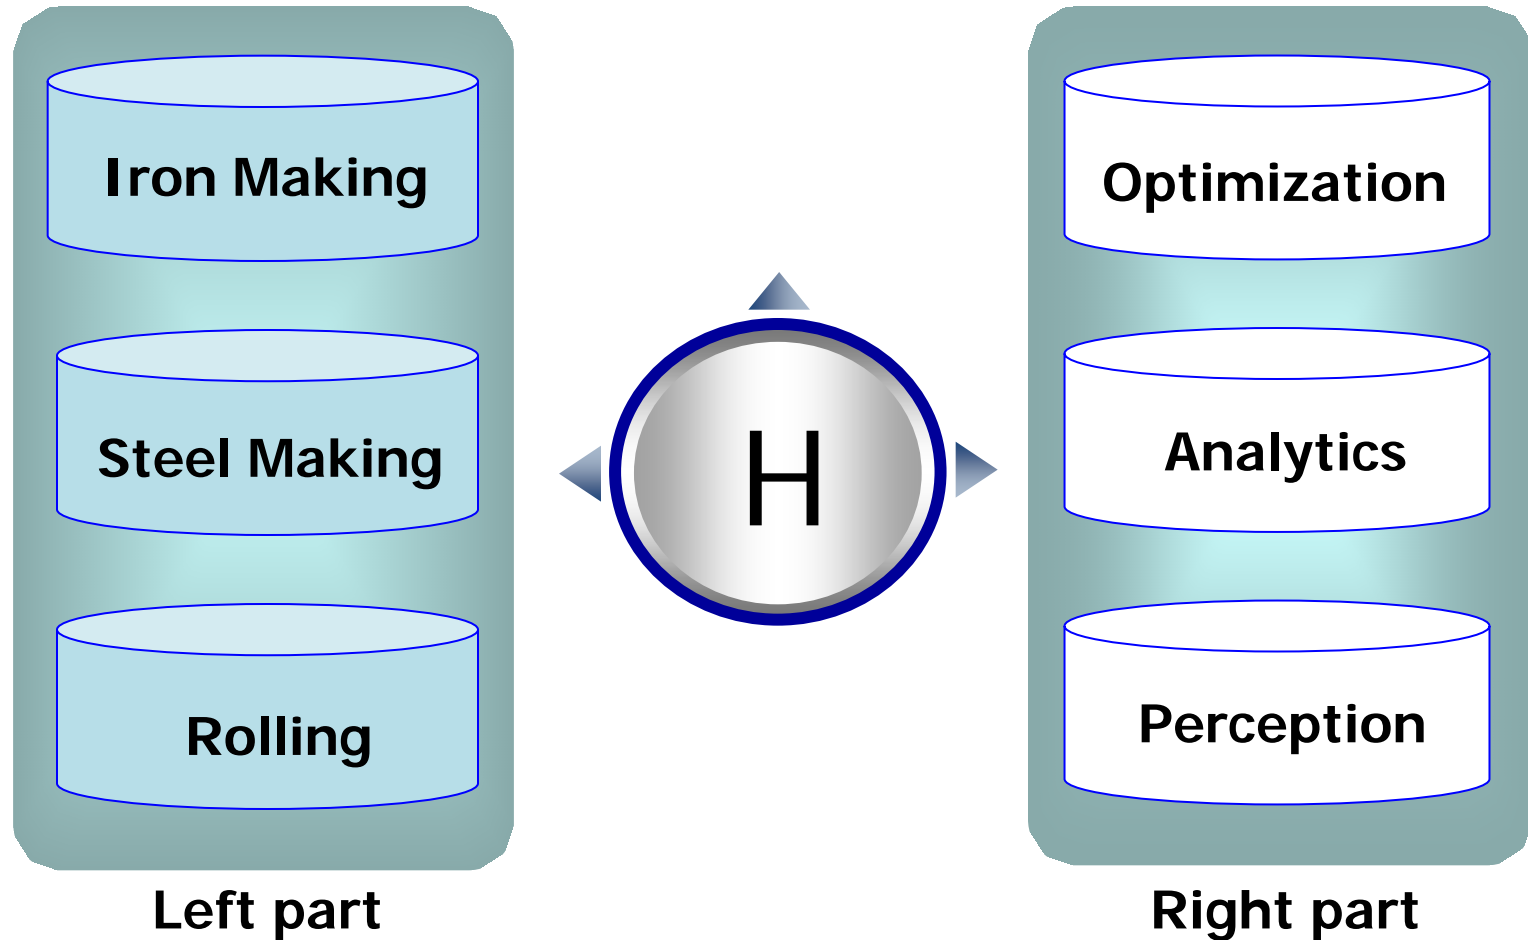 Iron Making
Steel Making
Rolling
Left part
H
Optimization
Analytics
Perception
Right part